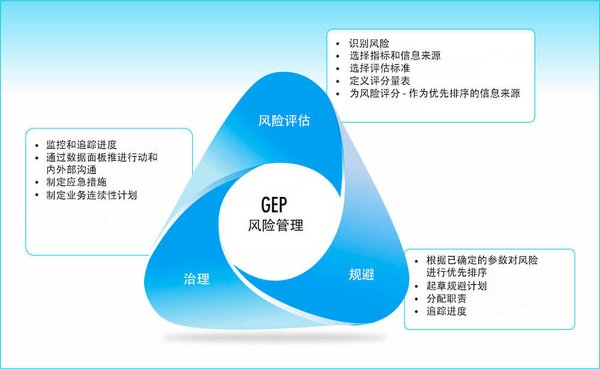 • 识别风险
• 选择指标和信息来源
• 选择评估标准
• 定义评分量表
• 为风险评分 - 作为优先排序的信息来源
风险评估
• 监控和追踪进度
• 通过数据面板推进行动和
内外部沟通
• 制定应急措施
• 制定业务连续性计划
GEP
风险管理
治理
规避
• 根据已确定的参数对风险
进行优先排序
• 起草规避计划
• 分配职责
• 追踪进度